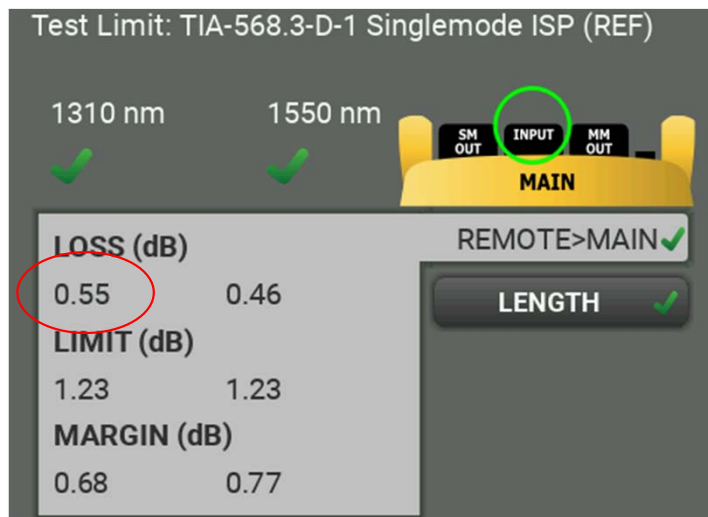 Test Limit: TIA-568.3-D-1 Singlemode ISP (REF)
1310 nm 1550 nm
SM OUT INPUT MM OUT
MAIN
REMOTE>MAIN
LENGTH
LOSS (dB)
0.55 0.46
LIMIT (dB)
1.23 1.23
MARGIN (dB)
0.68 0.77